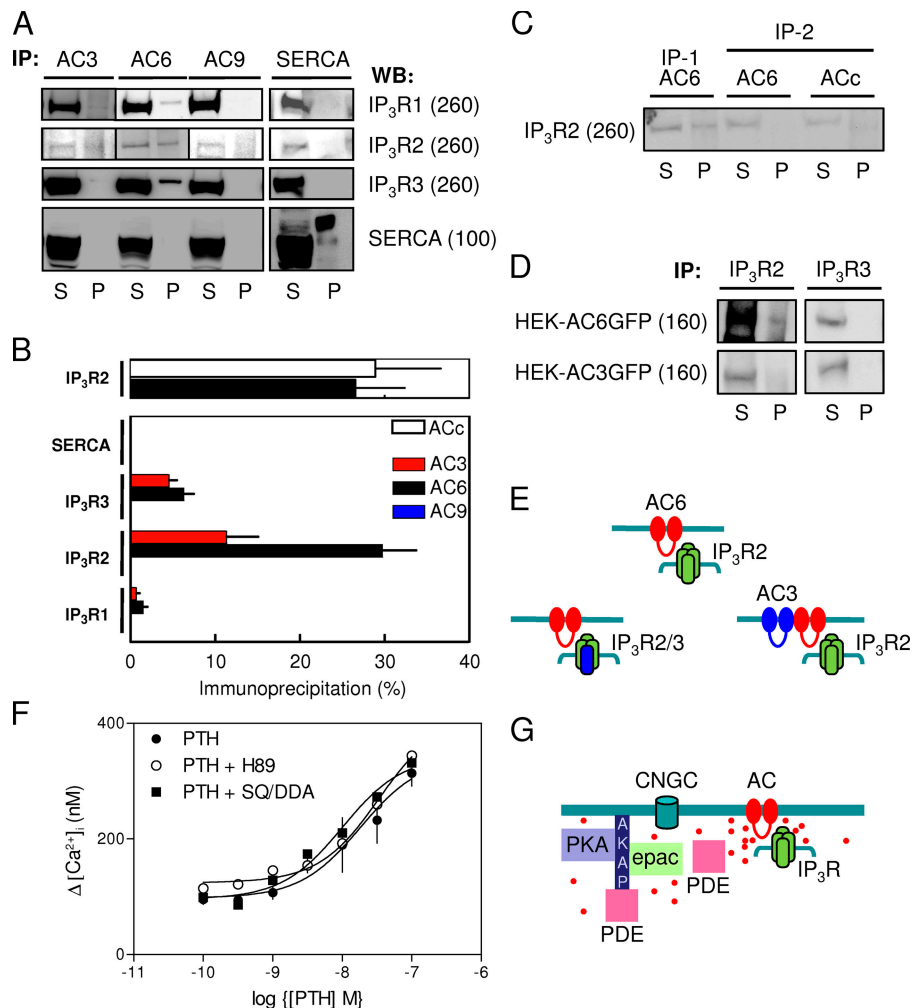 A
IP: AC3 AC6 AC9 SERCA
WB:
IP3R1 (260)
IP3R2 (260)
IP3R3 (260)
SERCA (100)
S P S P S P S P
B
IP3R2
SERCA
IP3R3
IP3R2
IP3R1
ACc
AC3
AC6
AC9
0 10 20 30 40
Immunoprecipitation (%)
C
IP-2
IP-1
AC6 AC6 ACc
IP3R2 (260)
S P S P S P
D
IP: IP3R2 IP3R3
HEK-AC6GFP (160)
HEK-AC3GFP (160)
S P S P
E
AC6
IP3R2
AC3
IP3R2/3
IP3R2
F
400
200
0
Δ [Ca2+]i (nM)
PTH
PTH + H89
PTH + SQ/DDA
-11 -10 -9 -8 -7 -6
log {[PTH] M}
G
CNGC AC
PKA
AKAP
epac
PDE
PDE
IP3R